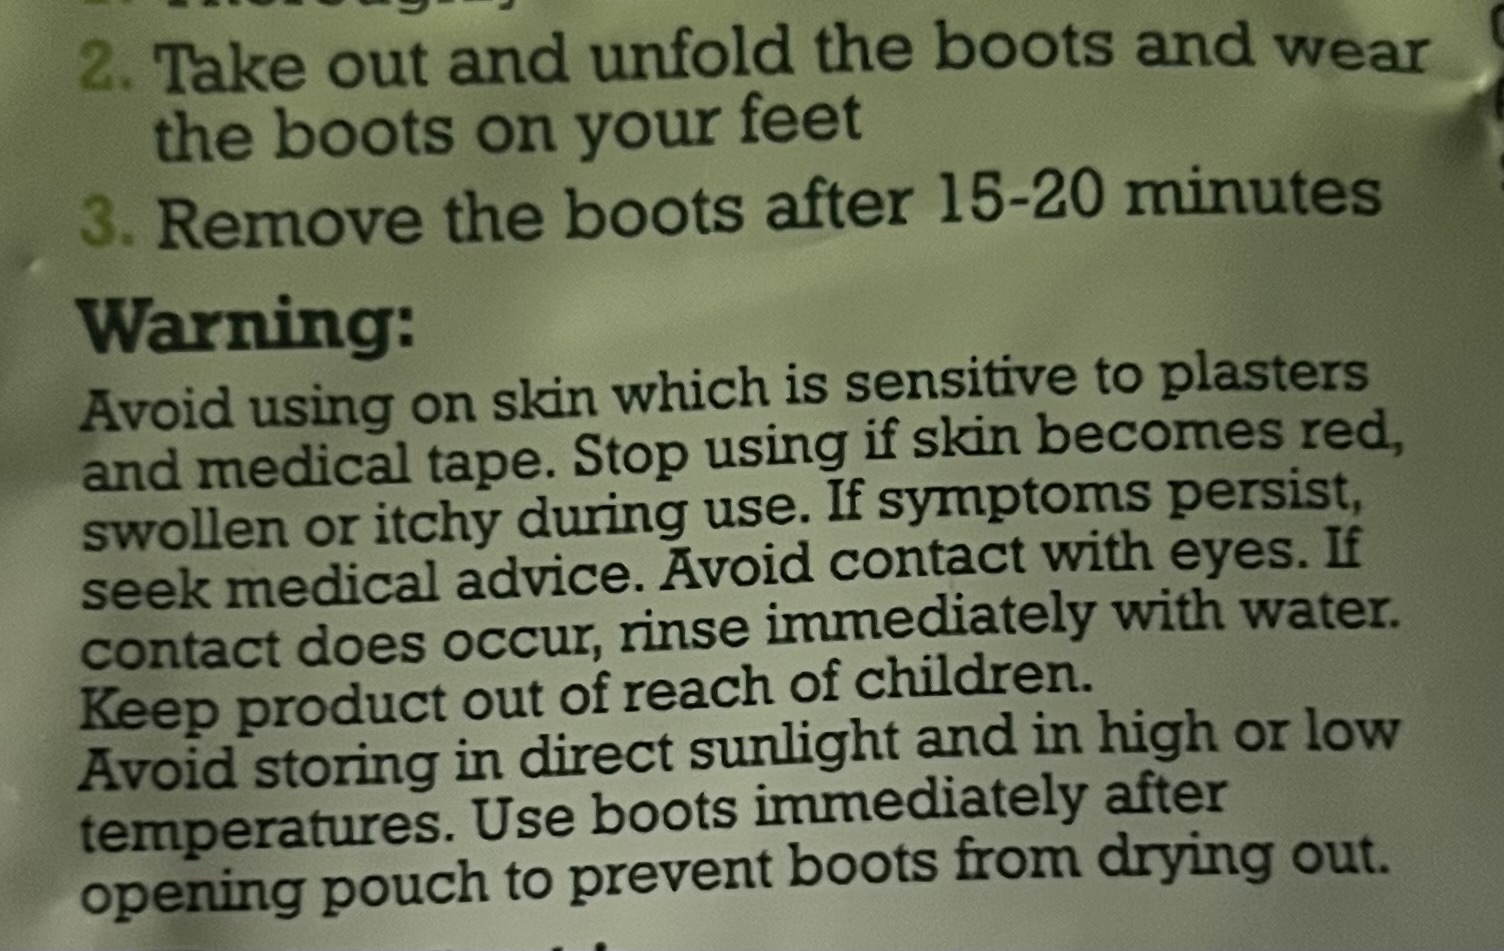 2. Take out and unfold the boots and wear
the boots on your feet
3. Remove the boots after 15-20 minutes
Warning:
Avoid using on skin which is sensitive to plasters
and medical tape. Stop using if skin becomes red,
swollen or itchy during use. If symptoms persist,
seek medical advice. Avoid contact with eyes. If
contact does occur, rinse immediately with water.
Keep product out of reach of children.
Avoid storing in direct sunlight and in high or low
temperatures. Use boots immediately after
opening pouch to prevent boots from drying out.